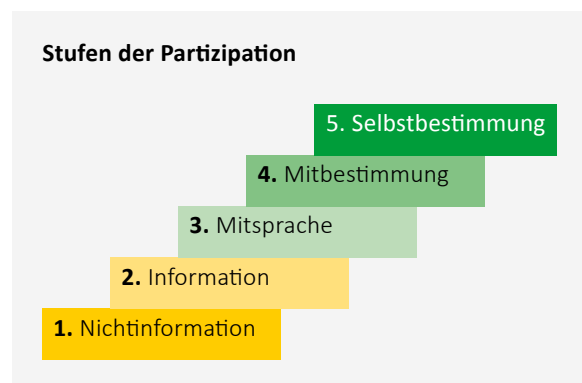 Stufen der Partizipation
5. Selbstbestimmung
4. Mitbestimmung
3. Mitsprache
2. Information
1. Nichtinformation